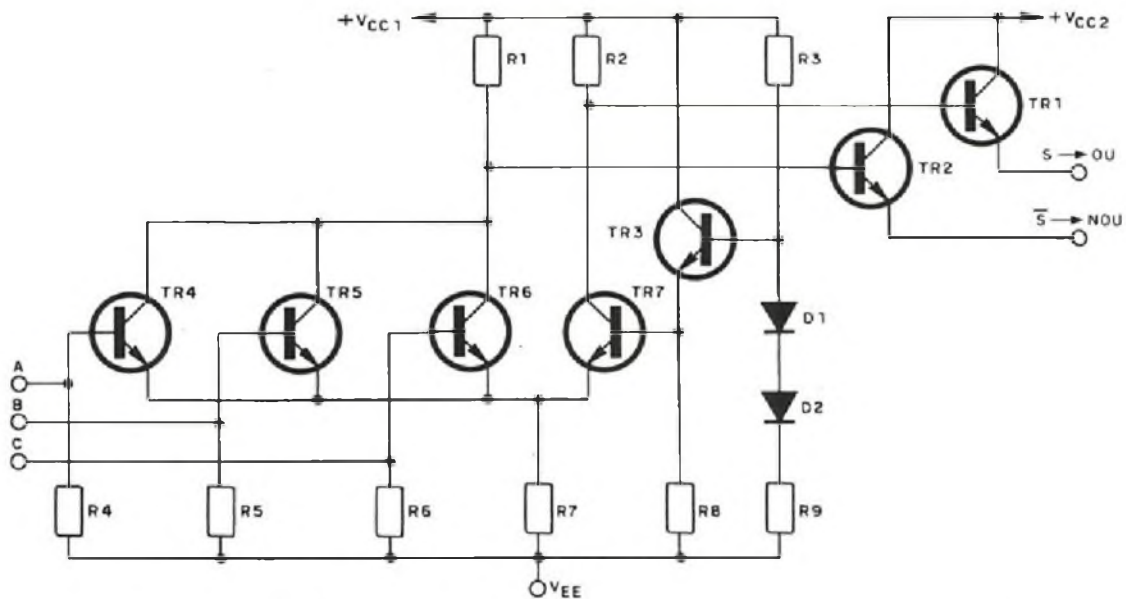 +VCC1
+VCC2
R1
R2
R3
TR1
TR2
S → OU
S̅ → NOU
TR3
TR4
TR5
TR6
TR7
D1
D2
A
B
C
R4
R5
R6
R7
R8
R9
VEE